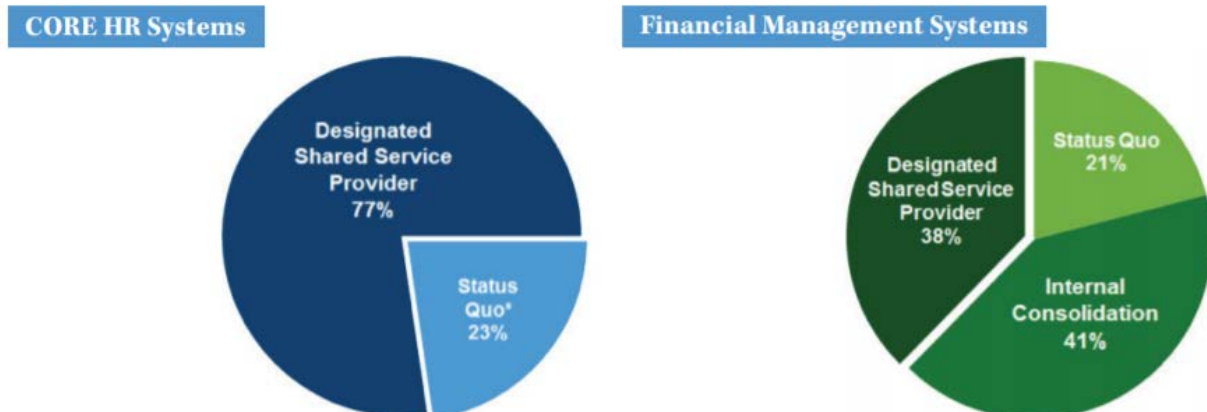 CORE HR Systems
Designated
Shared Service
Provider
77%
Status
Quo*
23%
Financial Management Systems
Status Quo
21%
Designated
Shared Service
Provider
38%
Internal
Consolidation
41%